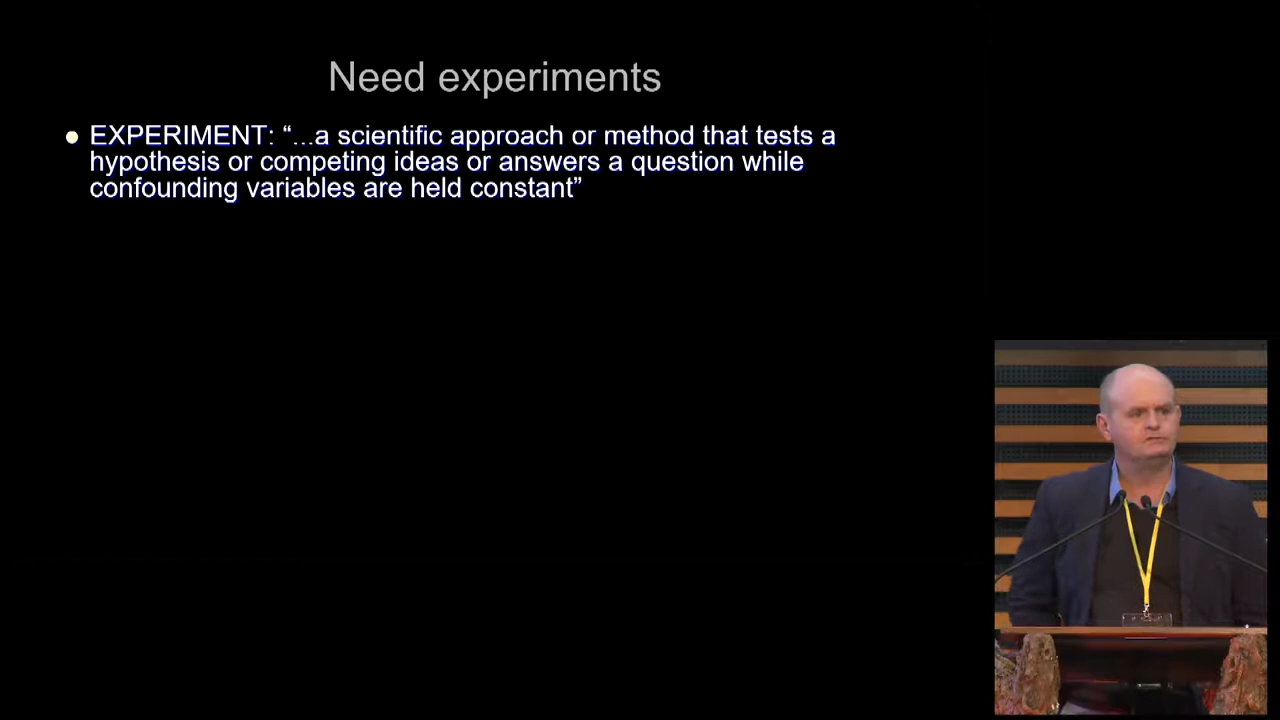 Need experiments
● EXPERIMENT: “...a scientific approach or method that tests a
hypothesis or competing ideas or answers a question while
confounding variables are held constant”